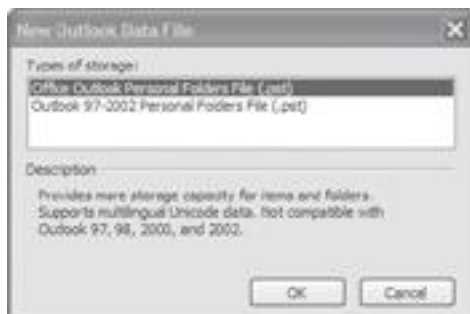 New Outlook Data File
Types of storage:
Office Outlook Personal Folders File (.pst)
Outlook 97-2002 Personal Folders File (.pst)
Description
Provides more storage capacity for items and folders.
Supports multilingual Unicode data. Not compatible with
Outlook 97, 98, 2000, and 2002.
OK
Cancel